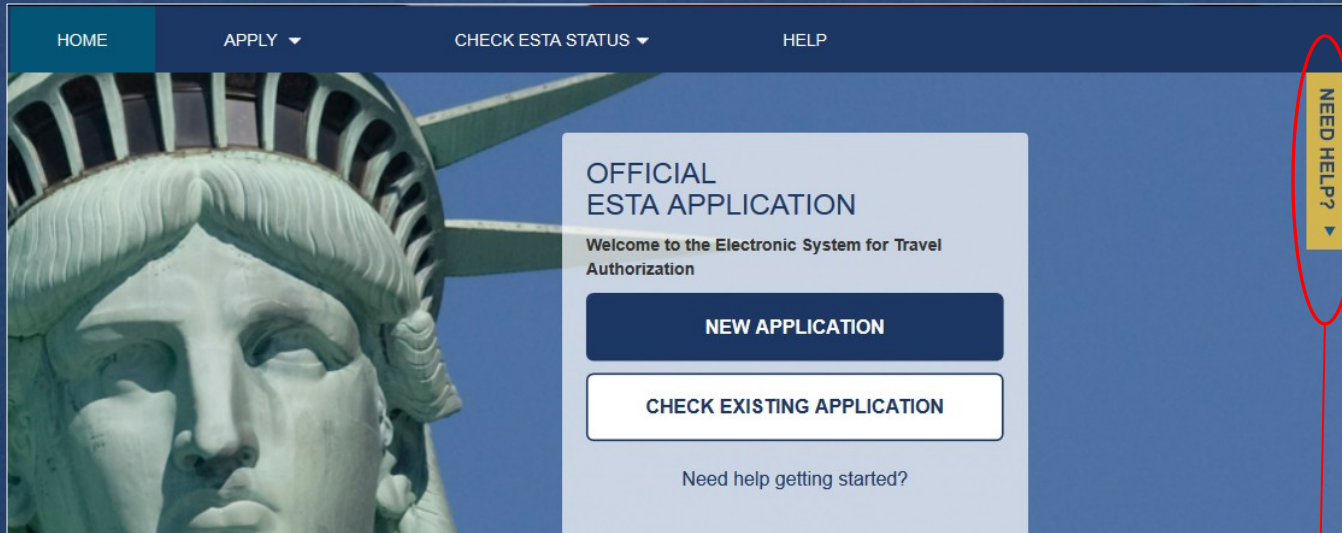 HOME APPLY CHECK ESTA STATUS HELP
NEED HELP?
OFFICIAL
ESTA APPLICATION
Welcome to the Electronic System for Travel
Authorization
NEW APPLICATION
CHECK EXISTING APPLICATION
Need help getting started?